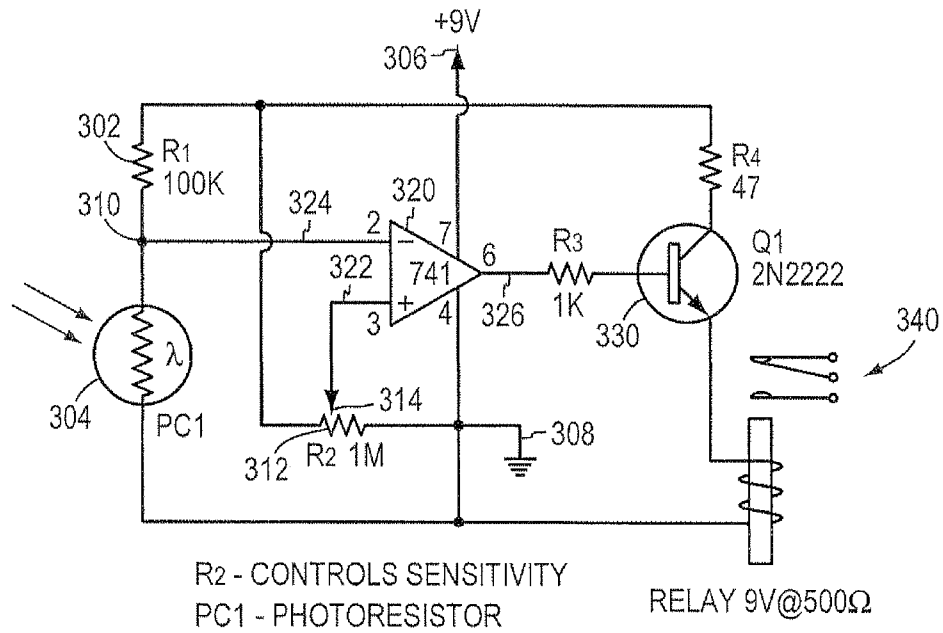 +9V
306
302
R1
100K
310
324
2
320
7
322
741
6
R3
1K
326
3
4
R4
47
Q1
2N2222
330
340
λ
304
PC1
314
312
R2 1M
308
R2 - CONTROLS SENSITIVITY
PC1 - PHOTORESISTOR
RELAY 9V@500Ω